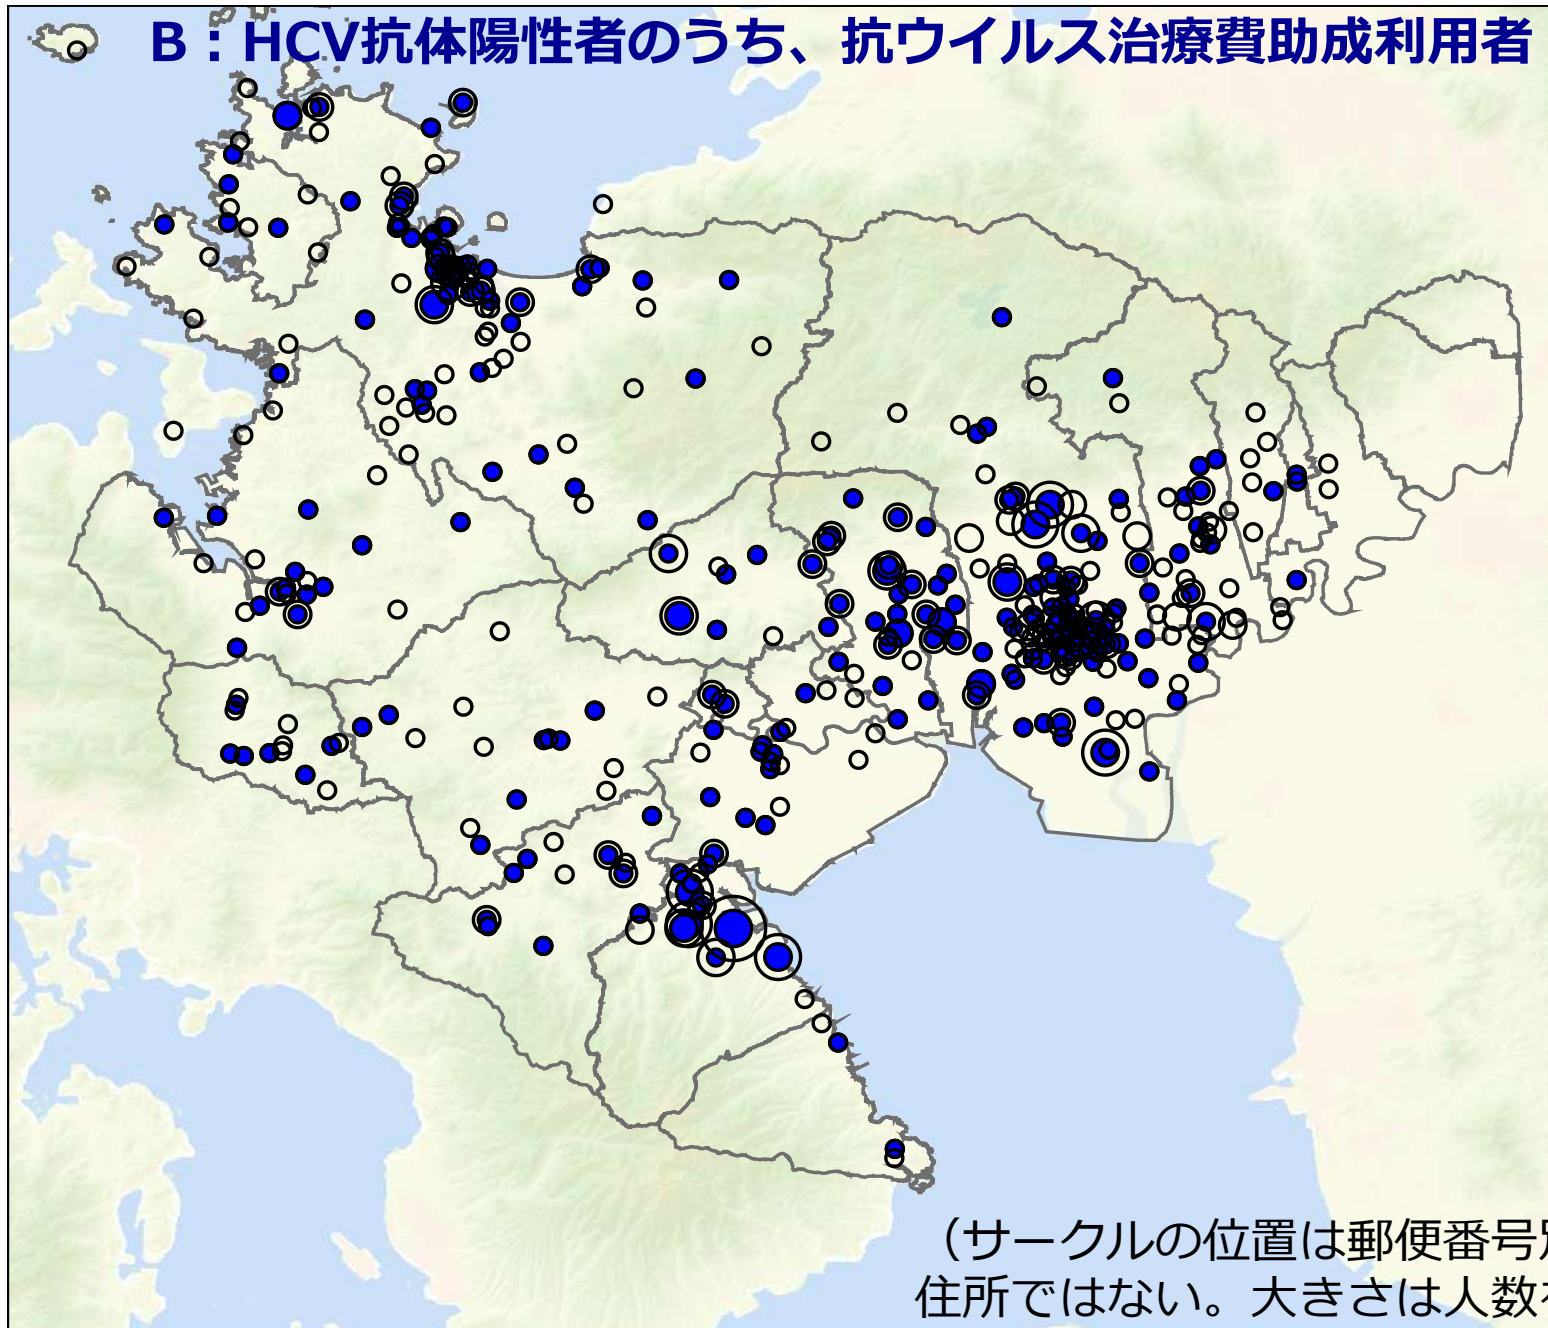 B：HCV抗体陽性者のうち、抗ウイルス治療費助成利用者
（サークルの位置は郵便番号
住所ではない。大きさは人数